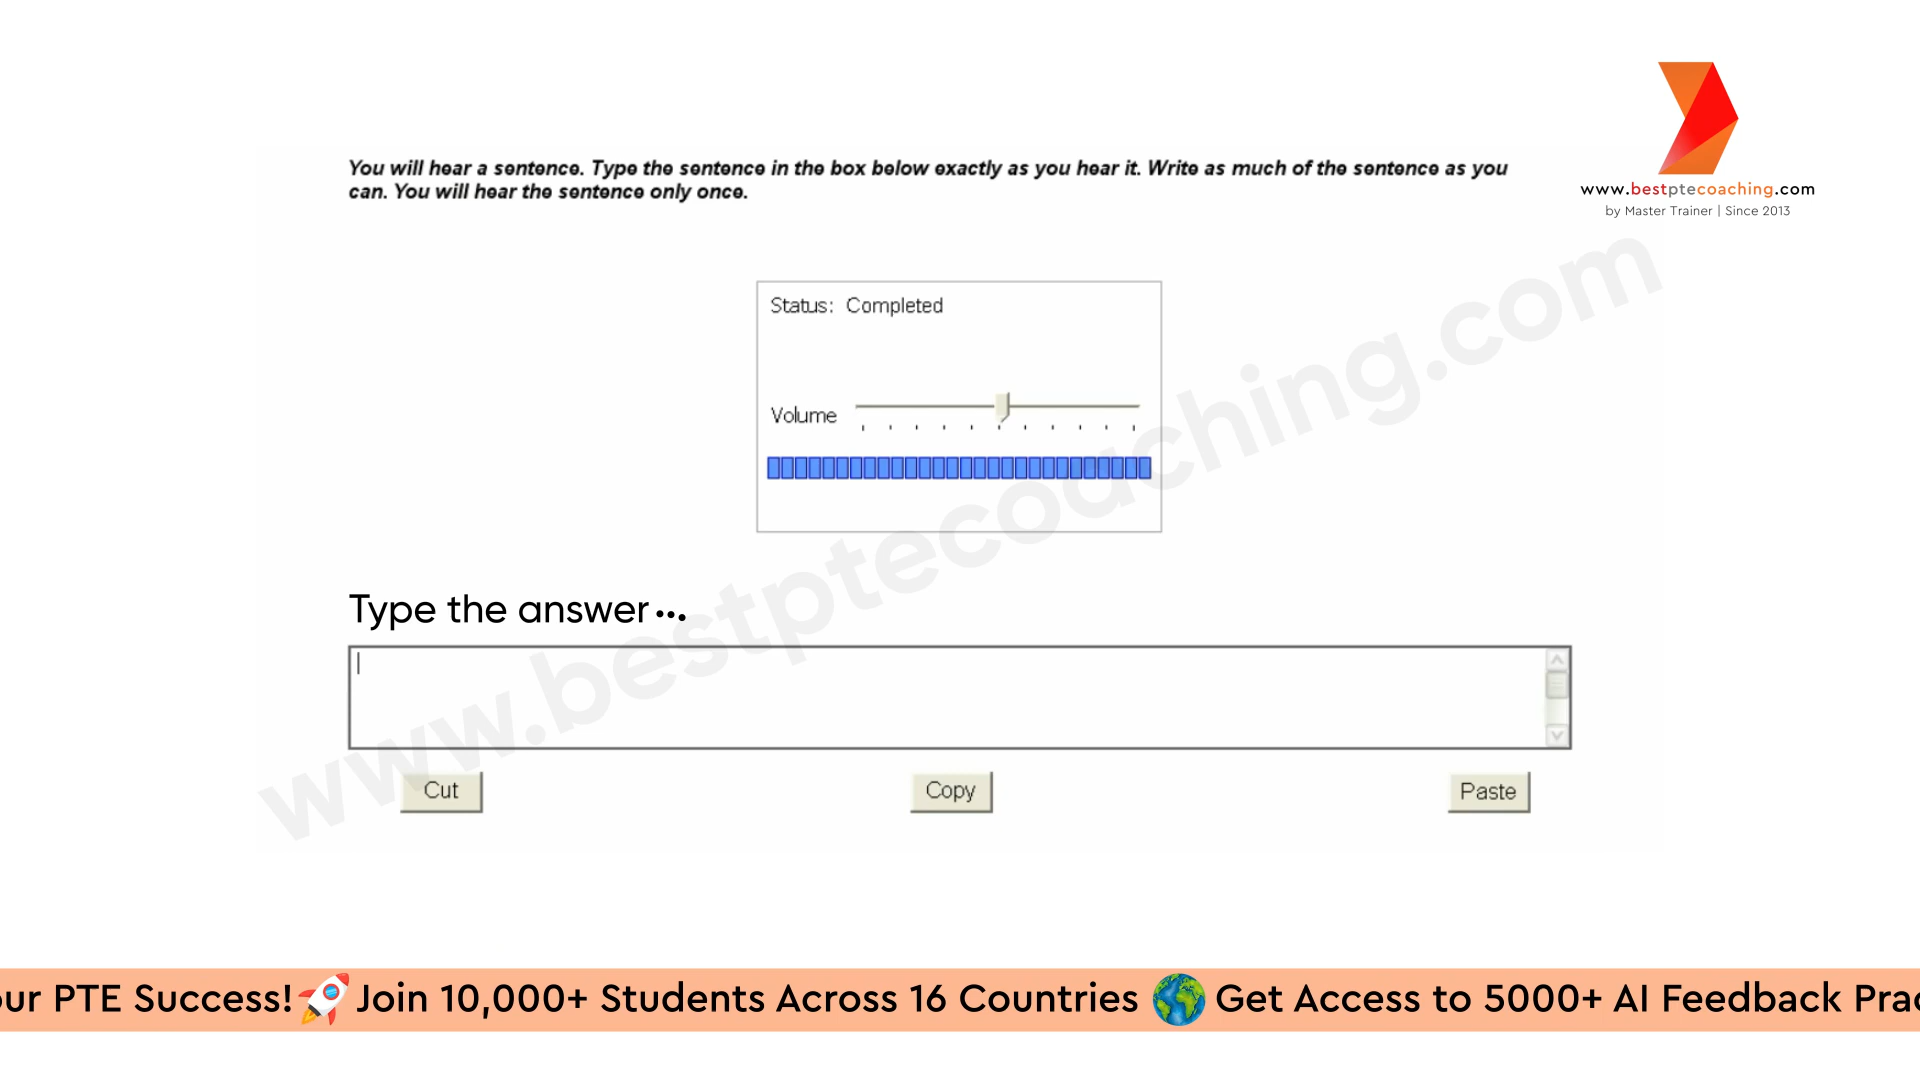 You will hear a sentence. Type the sentence in the box below exactly as you hear it. Write as much of the sentence as you
can. You will hear the sentence only once.
www.bestptecoaching.com
by Master Trainer | Since 2013
Status: Completed
Volume
www.bestptecoaching.com
Type the answer...
Cut
Copy
Paste
our PTE Success!🚀Join 10,000+ Students Across 16 Countries 🌍 Get Access to 5000+ AI Feedback Prac